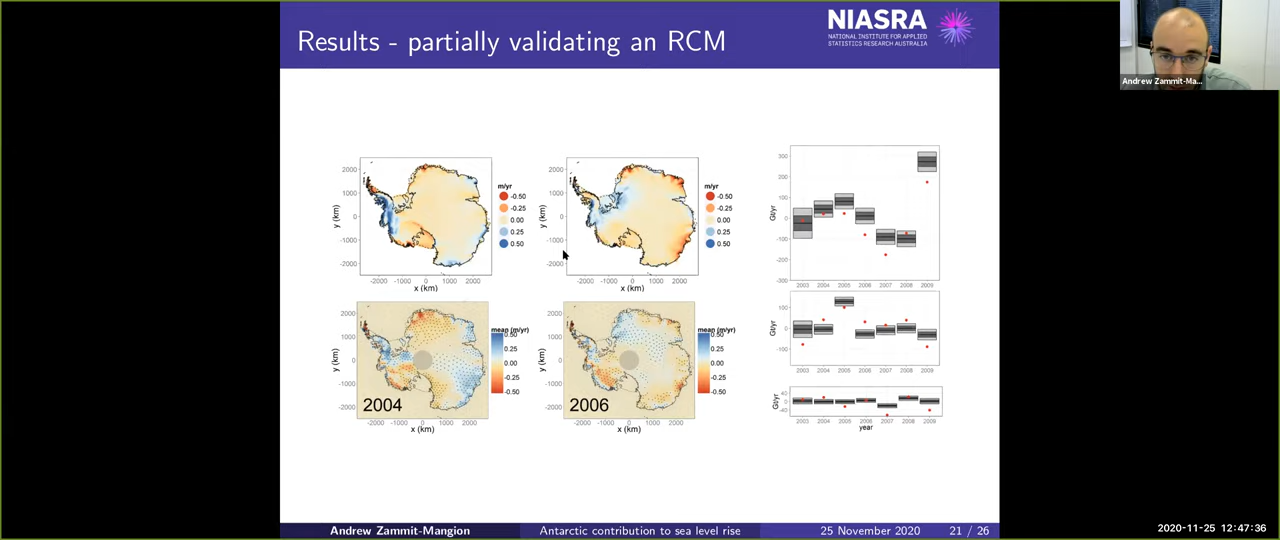 Results - partially validating an RCM
NIASRA
NATIONAL INSTITUTE FOR APPLIED
STATISTICS RESEARCH AUSTRALIA
Andrew Zammit-Ma...
y (km)
2000
1000
0
-1000
-2000
-2000 -1000 0 1000 2000
x (km)
m/yr
-0.50
-0.25
0.00
0.25
0.50
y (km)
2000
1000
0
-1000
-2000
-2000 -1000 0 1000 2000
x (km)
m/yr
-0.50
-0.25
0.00
0.25
0.50
Gt/yr
300
200
100
0
-100
-200
-300
2003 2004 2005 2006 2007 2008 2009
y (km)
2000
1000
0
-1000
-2000
2004
-2000 -1000 0 1000 2000
x (km)
mean (m/yr)
0.50
0.25
0.00
-0.25
-0.50
y (km)
2000
1000
0
-1000
-2000
2006
-2000 -1000 0 1000 2000
x (km)
mean (m/yr)
0.50
0.25
0.00
-0.25
-0.50
Gt/yr
100
0
-100
2003 2004 2005 2006 2007 2008 2009
Gt/yr
40
0
-40
2003 2004 2005 2006 2007 2008 2009
year
Andrew Zammit-Mangion Antarctic contribution to sea level rise 25 November 2020 21 / 26
2020-11-25 12:47:36